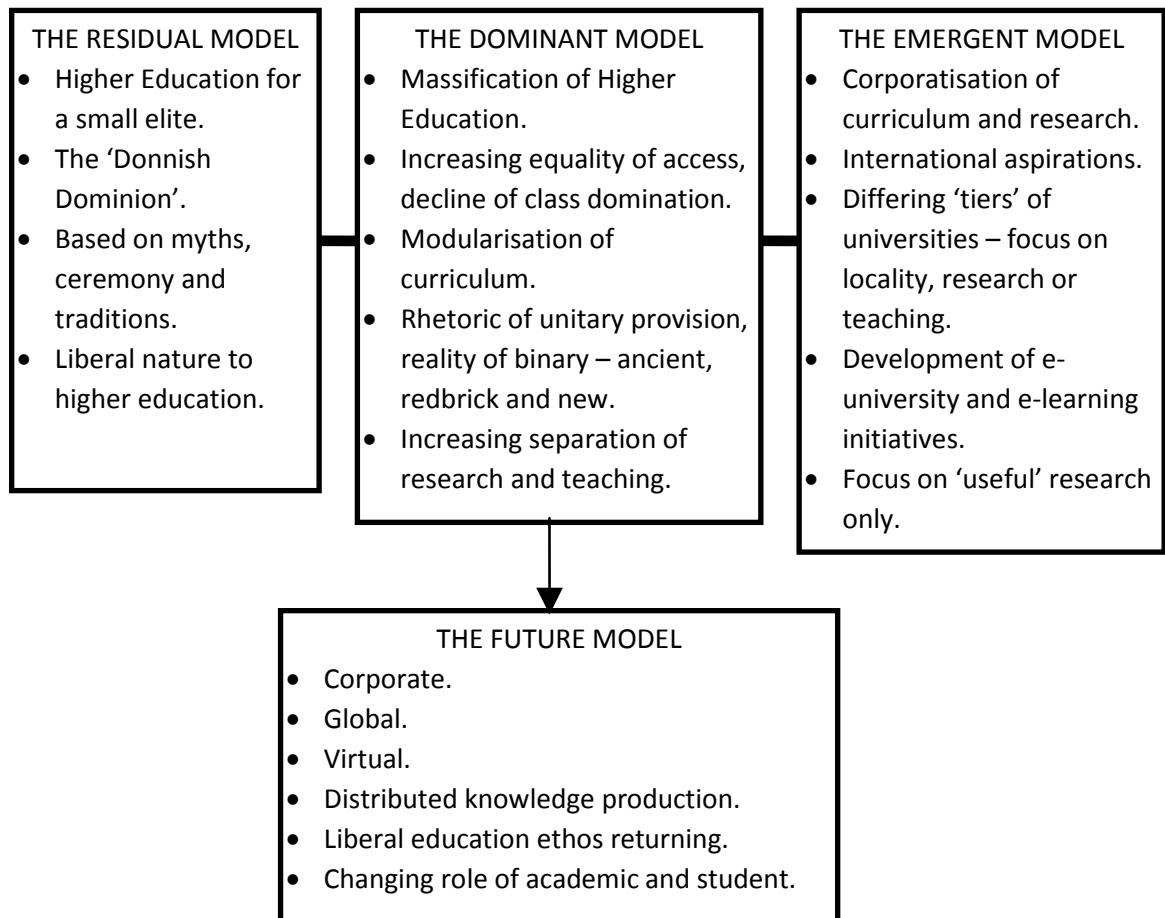 THE RESIDUAL MODEL
• Higher Education for
a small elite.
• The ‘Donnish
Dominion’.
• Based on myths,
ceremony and
traditions.
• Liberal nature to
higher education.
THE DOMINANT MODEL
• Massification of Higher
Education.
• Increasing equality of access,
decline of class domination.
• Modularisation of
curriculum.
• Rhetoric of unitary provision,
reality of binary – ancient,
redbrick and new.
• Increasing separation of
research and teaching.
THE EMERGENT MODEL
• Corporatisation of
curriculum and research.
• International aspirations.
• Differing ‘tiers’ of
universities – focus on
locality, research or
teaching.
• Development of e-
university and e-learning
initiatives.
• Focus on ‘useful’ research
only.
THE FUTURE MODEL
• Corporate.
• Global.
• Virtual.
• Distributed knowledge production.
• Liberal education ethos returning.
• Changing role of academic and student.